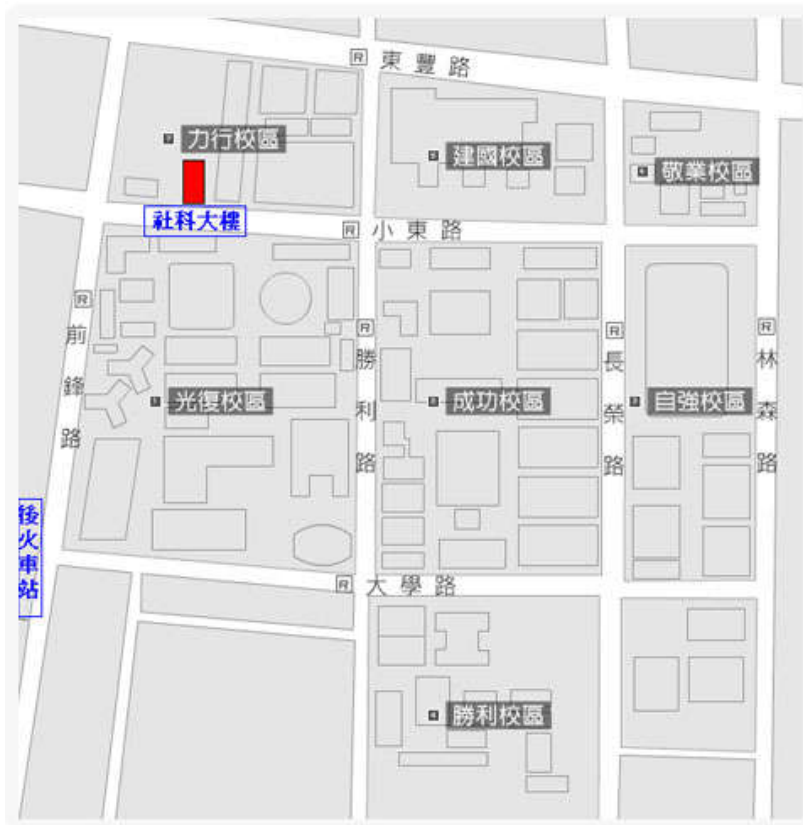 R 東豐路
力行校區
建國校區
敬業校區
社科大樓
R 小東路
R 前鋒路
R 勝利路
R 長榮路
R 林森路
光復校區
成功校區
自強校區
後火車站
R 大學路
勝利校區